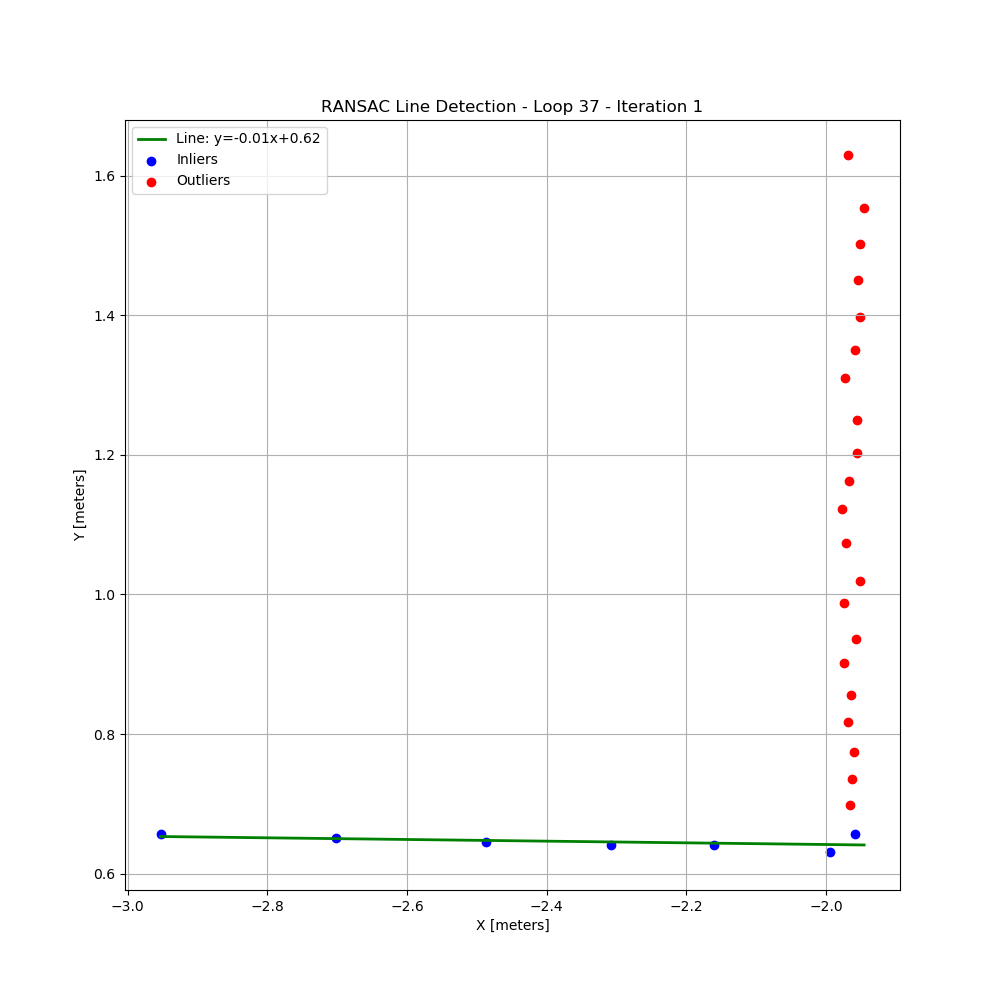 RANSAC Line Detection - Loop 37 - Iteration 1
Line: y=-0.01x+0.62
Inliers
Outliers
1.6
1.4
1.2
1.0
0.8
0.6
Y [meters]
−3.0 −2.8 −2.6 −2.4 −2.2 −2.0
X [meters]